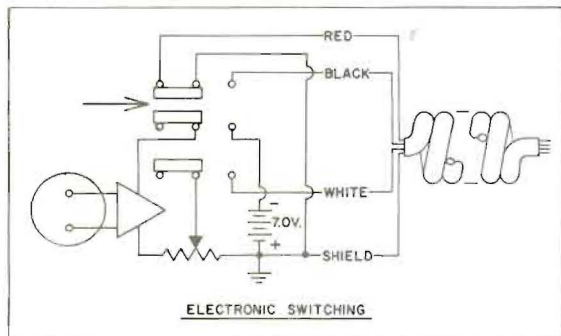 RED
BLACK
WHITE
-
7.0V.
+
SHIELD
ELECTRONIC SWITCHING